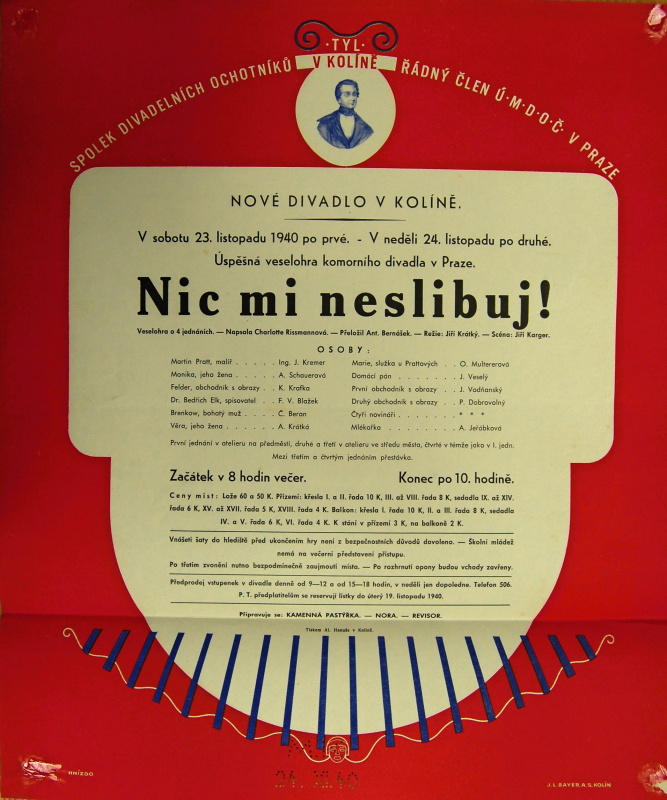 ·TYL·
V KOLÍNĚ
SPOLEK DIVADELNÍCH OCHOTNÍKŮ
ŘÁDNÝ ČLEN Ú·M·D·O·Č· V PRAZE
NOVÉ DIVADLO V KOLÍNĚ.
V sobotu 23. listopadu 1940 po prvé. - V neděli 24. listopadu po druhé.
Úspěšná veselohra komorního divadla v Praze.
Nic mi neslibuj!
Veselohra o 4 jednáních. — Napsala Charlotte Rissmannová. — Přeložil Ant. Bernášek. — Režie: Jiří Krátký. — Scéna: Jiří Karger.
OSOBY:
Martin Pratt, malíř . . . . . Ing. J. Kremer
Monika, jeho žena . . . . . A. Schauerová
Felder, obchodník s obrazy . . K. Krafka
Dr. Bedřich Elk, spisovatel . . F. V. Blažek
Brenkow, bohatý muž . . . . Č. Beran
Věra, jeho žena . . . . . . A. Krátká
Marie, služka u Prattových . . O. Multererová
Domácí pán . . . . . . . . J. Veselý
První obchodník s obrazy . . J. Vodňanský
Druhý obchodník s obrazy . . P. Dobrovolný
Čtyři novináři . . . . . . . * * *
Mlékařka . . . . . . . . A. Jeřábková
První jednání v atelieru na předměstí, druhé a třetí v atelieru ve středu města, čtvrté v témže jako v I. jedn.
Mezi třetím a čtvrtým jednáním přestávka.
Začátek v 8 hodin večer. Konec po 10. hodině.
Ceny míst: Lože 60 a 50 K. Přízemí: křesla I. a II. řada 10 K, III. až VIII. řada 8 K, sedadla IX. až XIV.
řada 6 K, XV. až XVII. řada 5 K, XVIII. řada 4 K. Balkon: křesla I. řada 10 K, II. a III. řada 8 K, sedadla
IV. a V. řada 6 K, VI. řada 4 K. K stání v přízemí 3 K, na balkoně 2 K.
Vnášeti šaty do hlediště před ukončením hry není z bezpečnostních důvodů dovoleno. — Školní mládež
nemá na večerní představení přístupu.
Po třetím zvonění nutno bezpodmínečně zaujmouti místa. — Po rozhrnutí opony budou vchody zavřeny.
Předprodej vstupenek v divadle denně od 9—12 a od 15—18 hodin, v neděli jen dopoledne. Telefon 506.
P. T. předplatitelům se reservují lístky do úterý 19. listopadu 1940.
Připravuje se: KAMENNÁ PASTÝŘKA. — NORA. — REVISOR.
Tiskem Al. Hanuše v Kolíně.
HNÍZDO
J. L. BAYER, A. S. KOLÍN